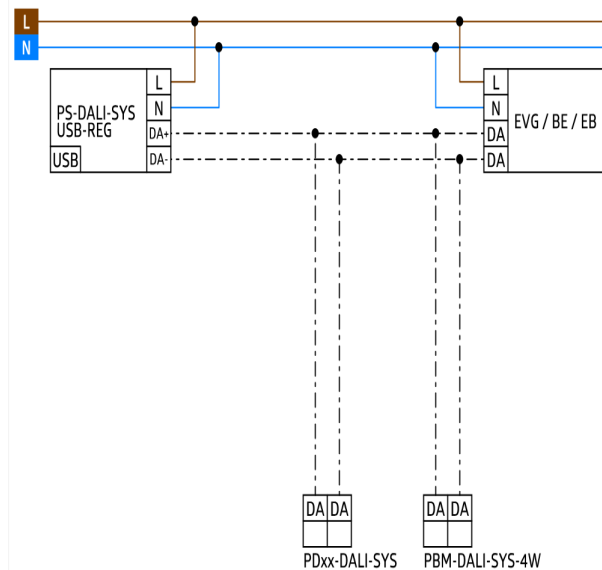 L
N
PS-DALI-SYS
USB-REG
USB
L
N
DA+
DA-
L
N
DA
DA
EVG / BE / EB
DA DA
PDxx-DALI-SYS
DA DA
PBM-DALI-SYS-4W